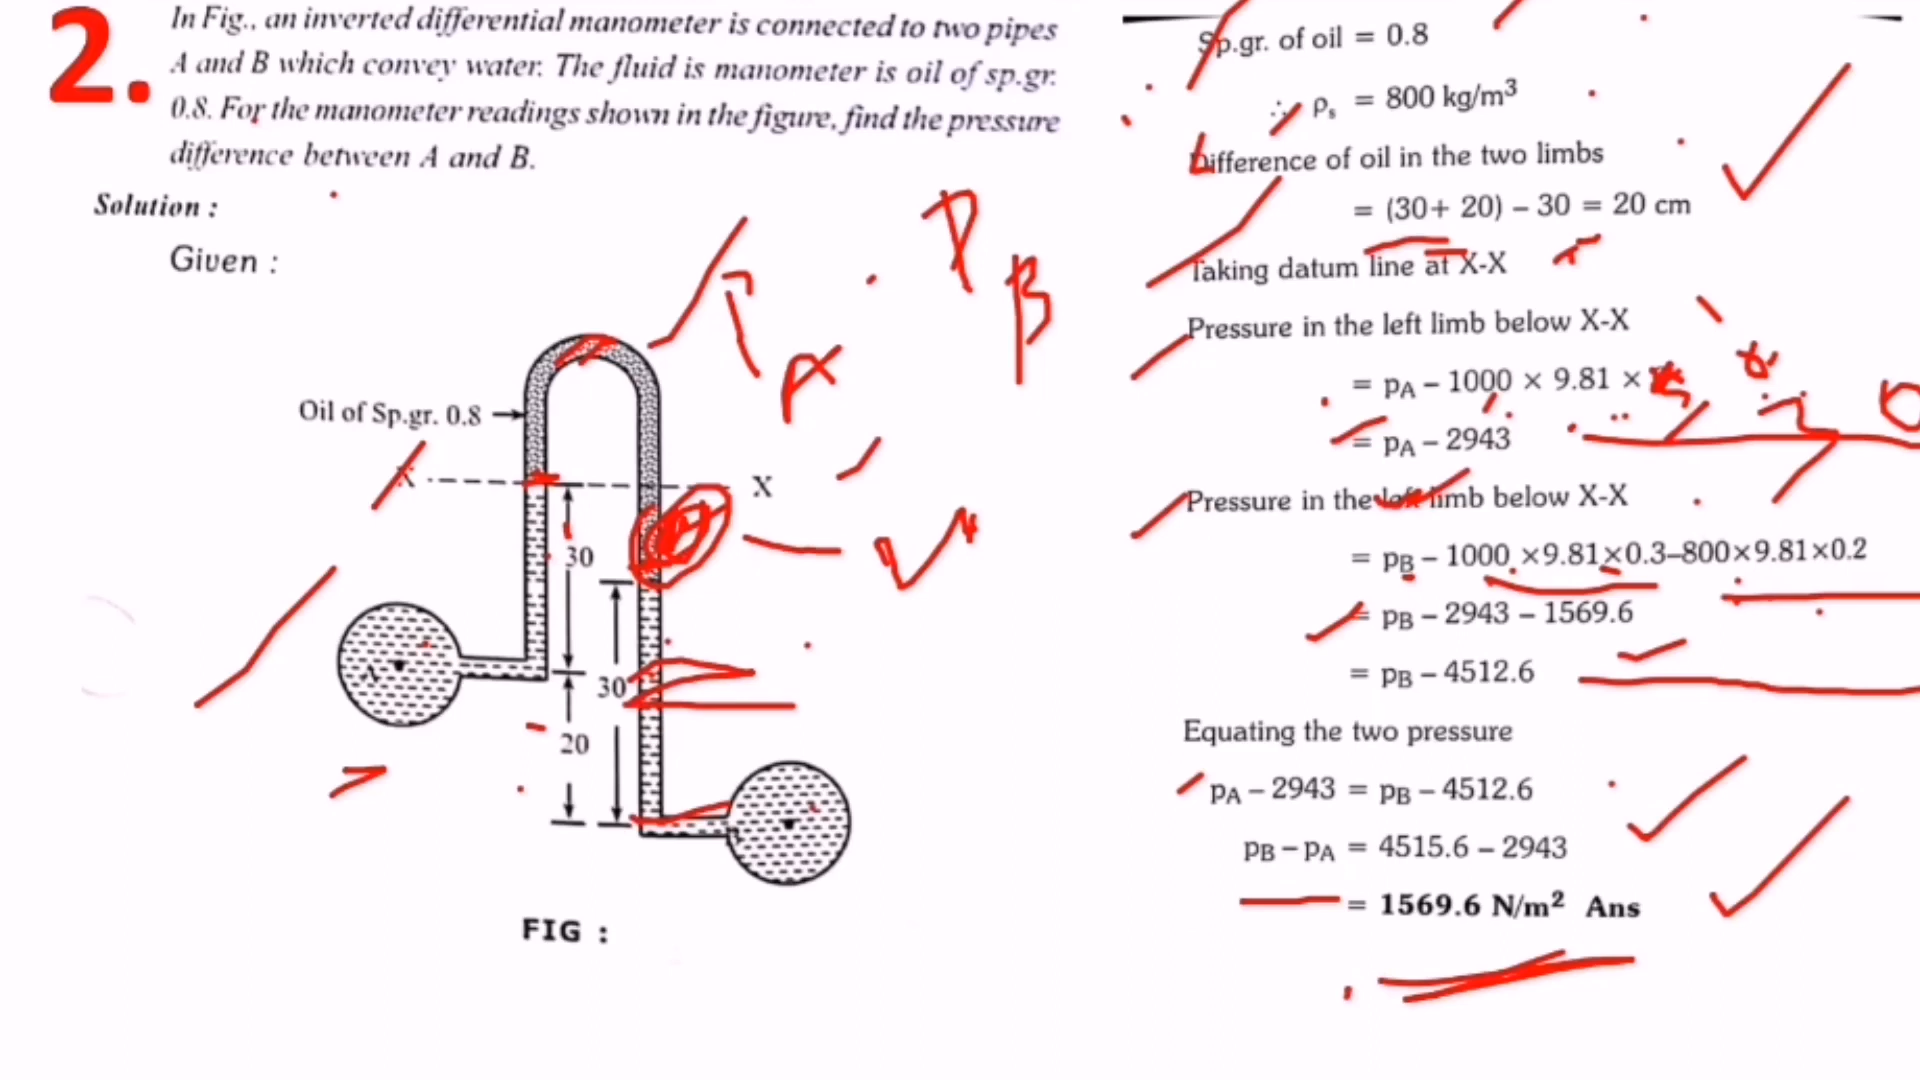 2.
In Fig., an inverted differential manometer is connected to two pipes
A and B which convey water. The fluid is manometer is oil of sp.gr.
0.8. For the manometer readings shown in the figure, find the pressure
difference between A and B.
Solution :
Given :
P A
P B
Oil of Sp.gr. 0.8
X
X
30
30
20
A
FIG :
Sp.gr. of oil = 0.8
∴ ρs = 800 kg/m³
Difference of oil in the two limbs
= (30+ 20) – 30 = 20 cm
Taking datum line at X-X
Pressure in the left limb below X-X
= pA – 1000 × 9.81 ×
= pA – 2943
Pressure in the left limb below X-X
= pB – 1000 ×9.81×0.3–800×9.81×0.2
= pB – 2943 – 1569.6
= pB – 4512.6
Equating the two pressure
pA – 2943 = pB – 4512.6
pB – pA = 4515.6 – 2943
= 1569.6 N/m² Ans